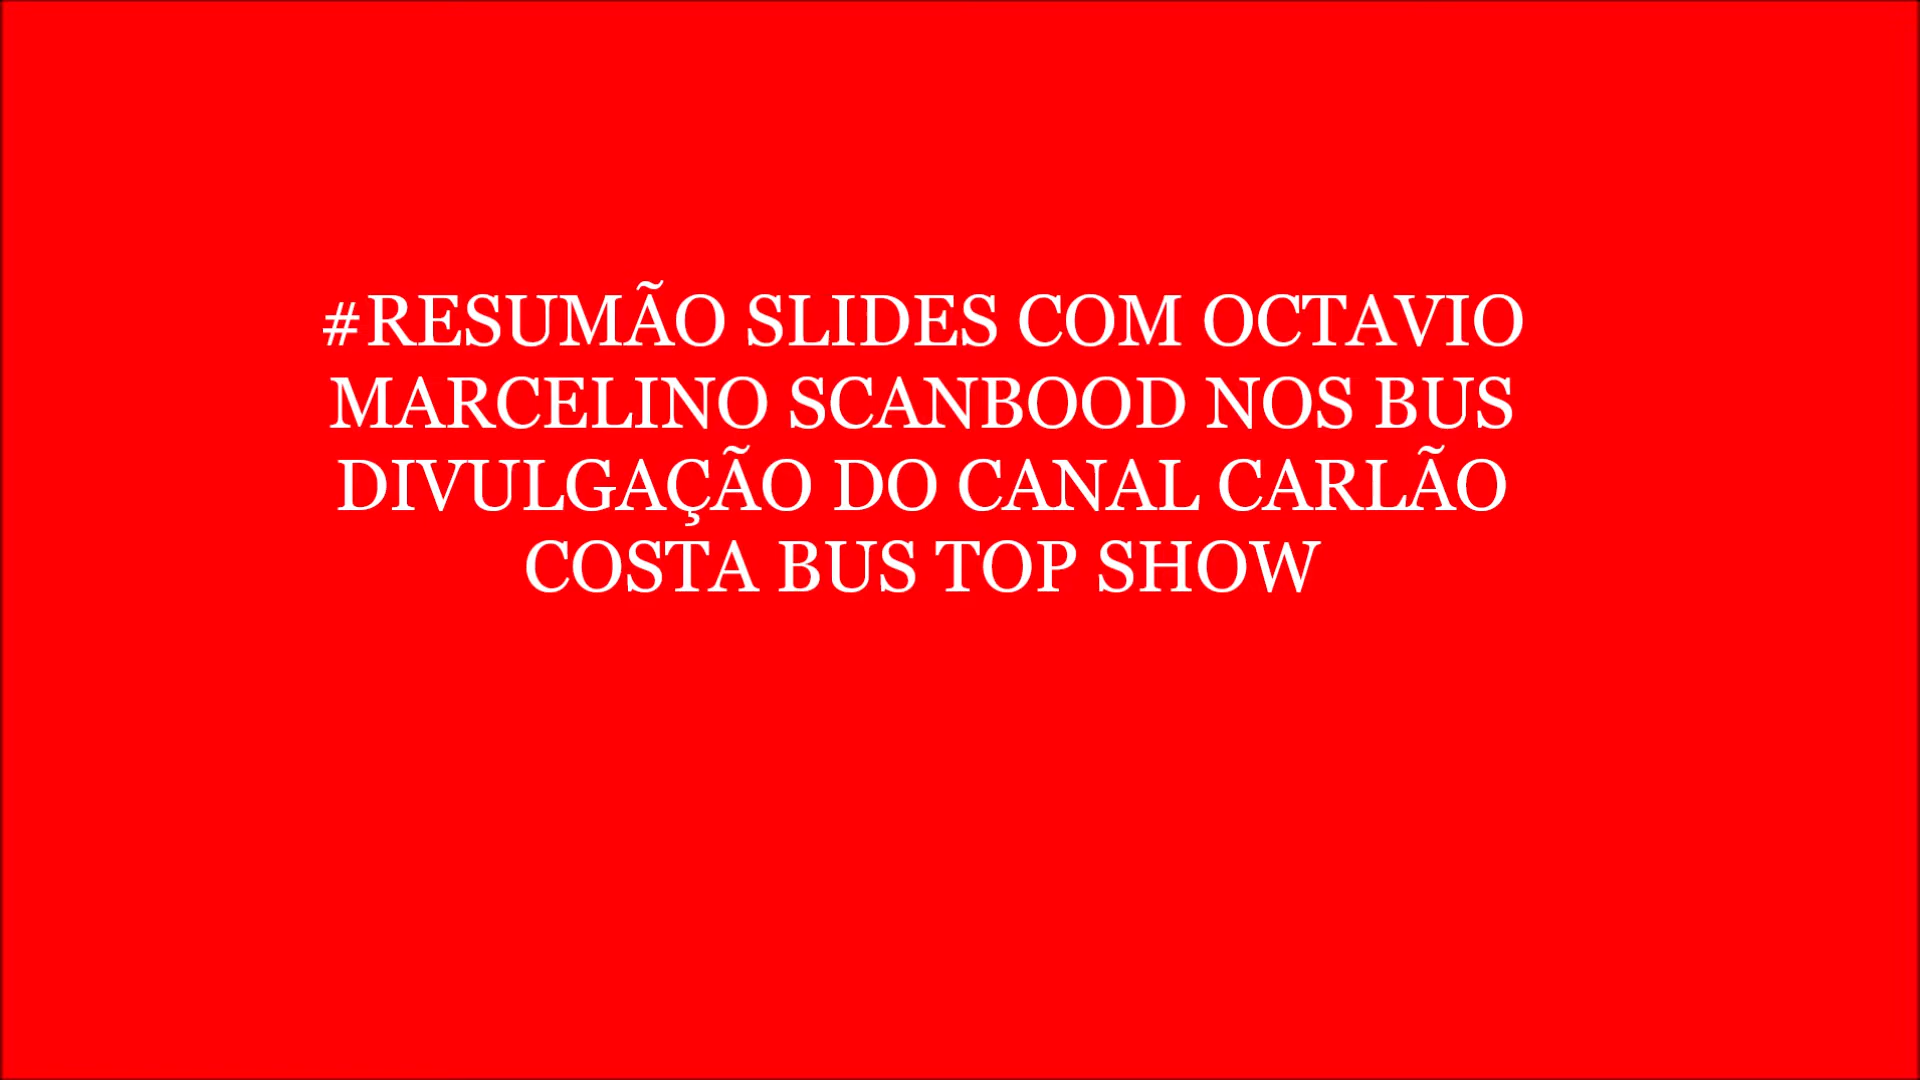 #RESUMÃO SLIDES COM OCTAVIO
MARCELINO SCANBOOD NOS BUS
DIVULGAÇÃO DO CANAL CARLÃO
COSTA BUS TOP SHOW